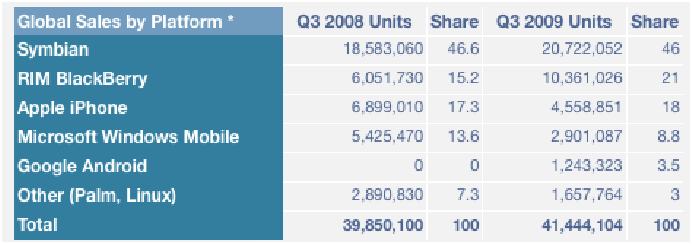 Global Sales by Platform * Q3 2008 Units Share Q3 2009 Units Share
Symbian 18,583,060 46.6 20,722,052 46
RIM BlackBerry 6,051,730 15.2 10,361,026 21
Apple iPhone 6,899,010 17.3 4,558,851 18
Microsoft Windows Mobile 5,425,470 13.6 2,901,087 8.8
Google Android 0 0 1,243,323 3.5
Other (Palm, Linux) 2,890,830 7.3 1,657,764 3
Total 39,850,100 100 41,444,104 100